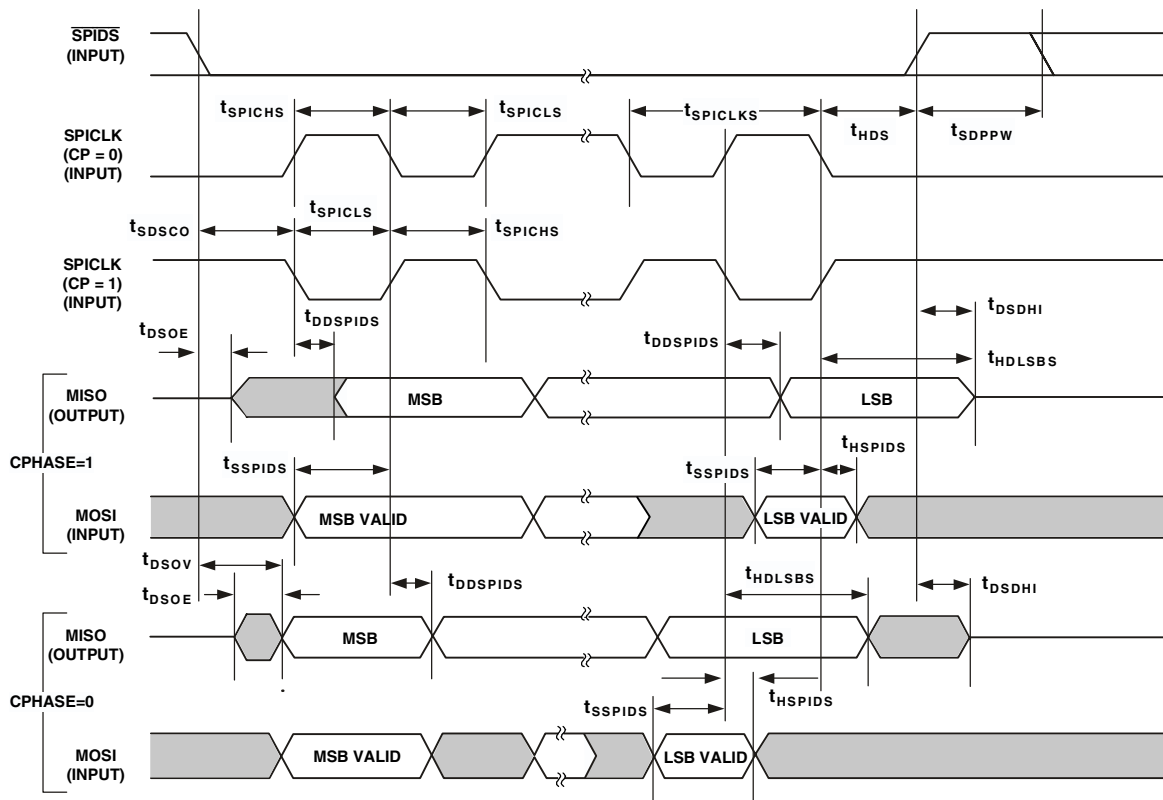 SPIDS
(INPUT)
tSPICHS
tSPICLS
tSPICLKS
tHDS
tSDPPW
SPICLK
(CP = 0)
(INPUT)
tSDSCO
tSPICLS
tSPICHS
SPICLK
(CP = 1)
(INPUT)
tDSOE
tDDSPIDS
tDDSPIDS
tDSDHI
tHDLSBS
MISO
(OUTPUT)
MSB
LSB
CPHASE=1
tSSPIDS
tSSPIDS
tHSPIDS
MOSI
(INPUT)
MSB VALID
LSB VALID
tDSOV
tDSOE
tDDSPIDS
tHDLSBS
tDSDHI
MISO
(OUTPUT)
MSB
LSB
CPHASE=0
tSSPIDS
tHSPIDS
MOSI
(INPUT)
MSB VALID
LSB VALID